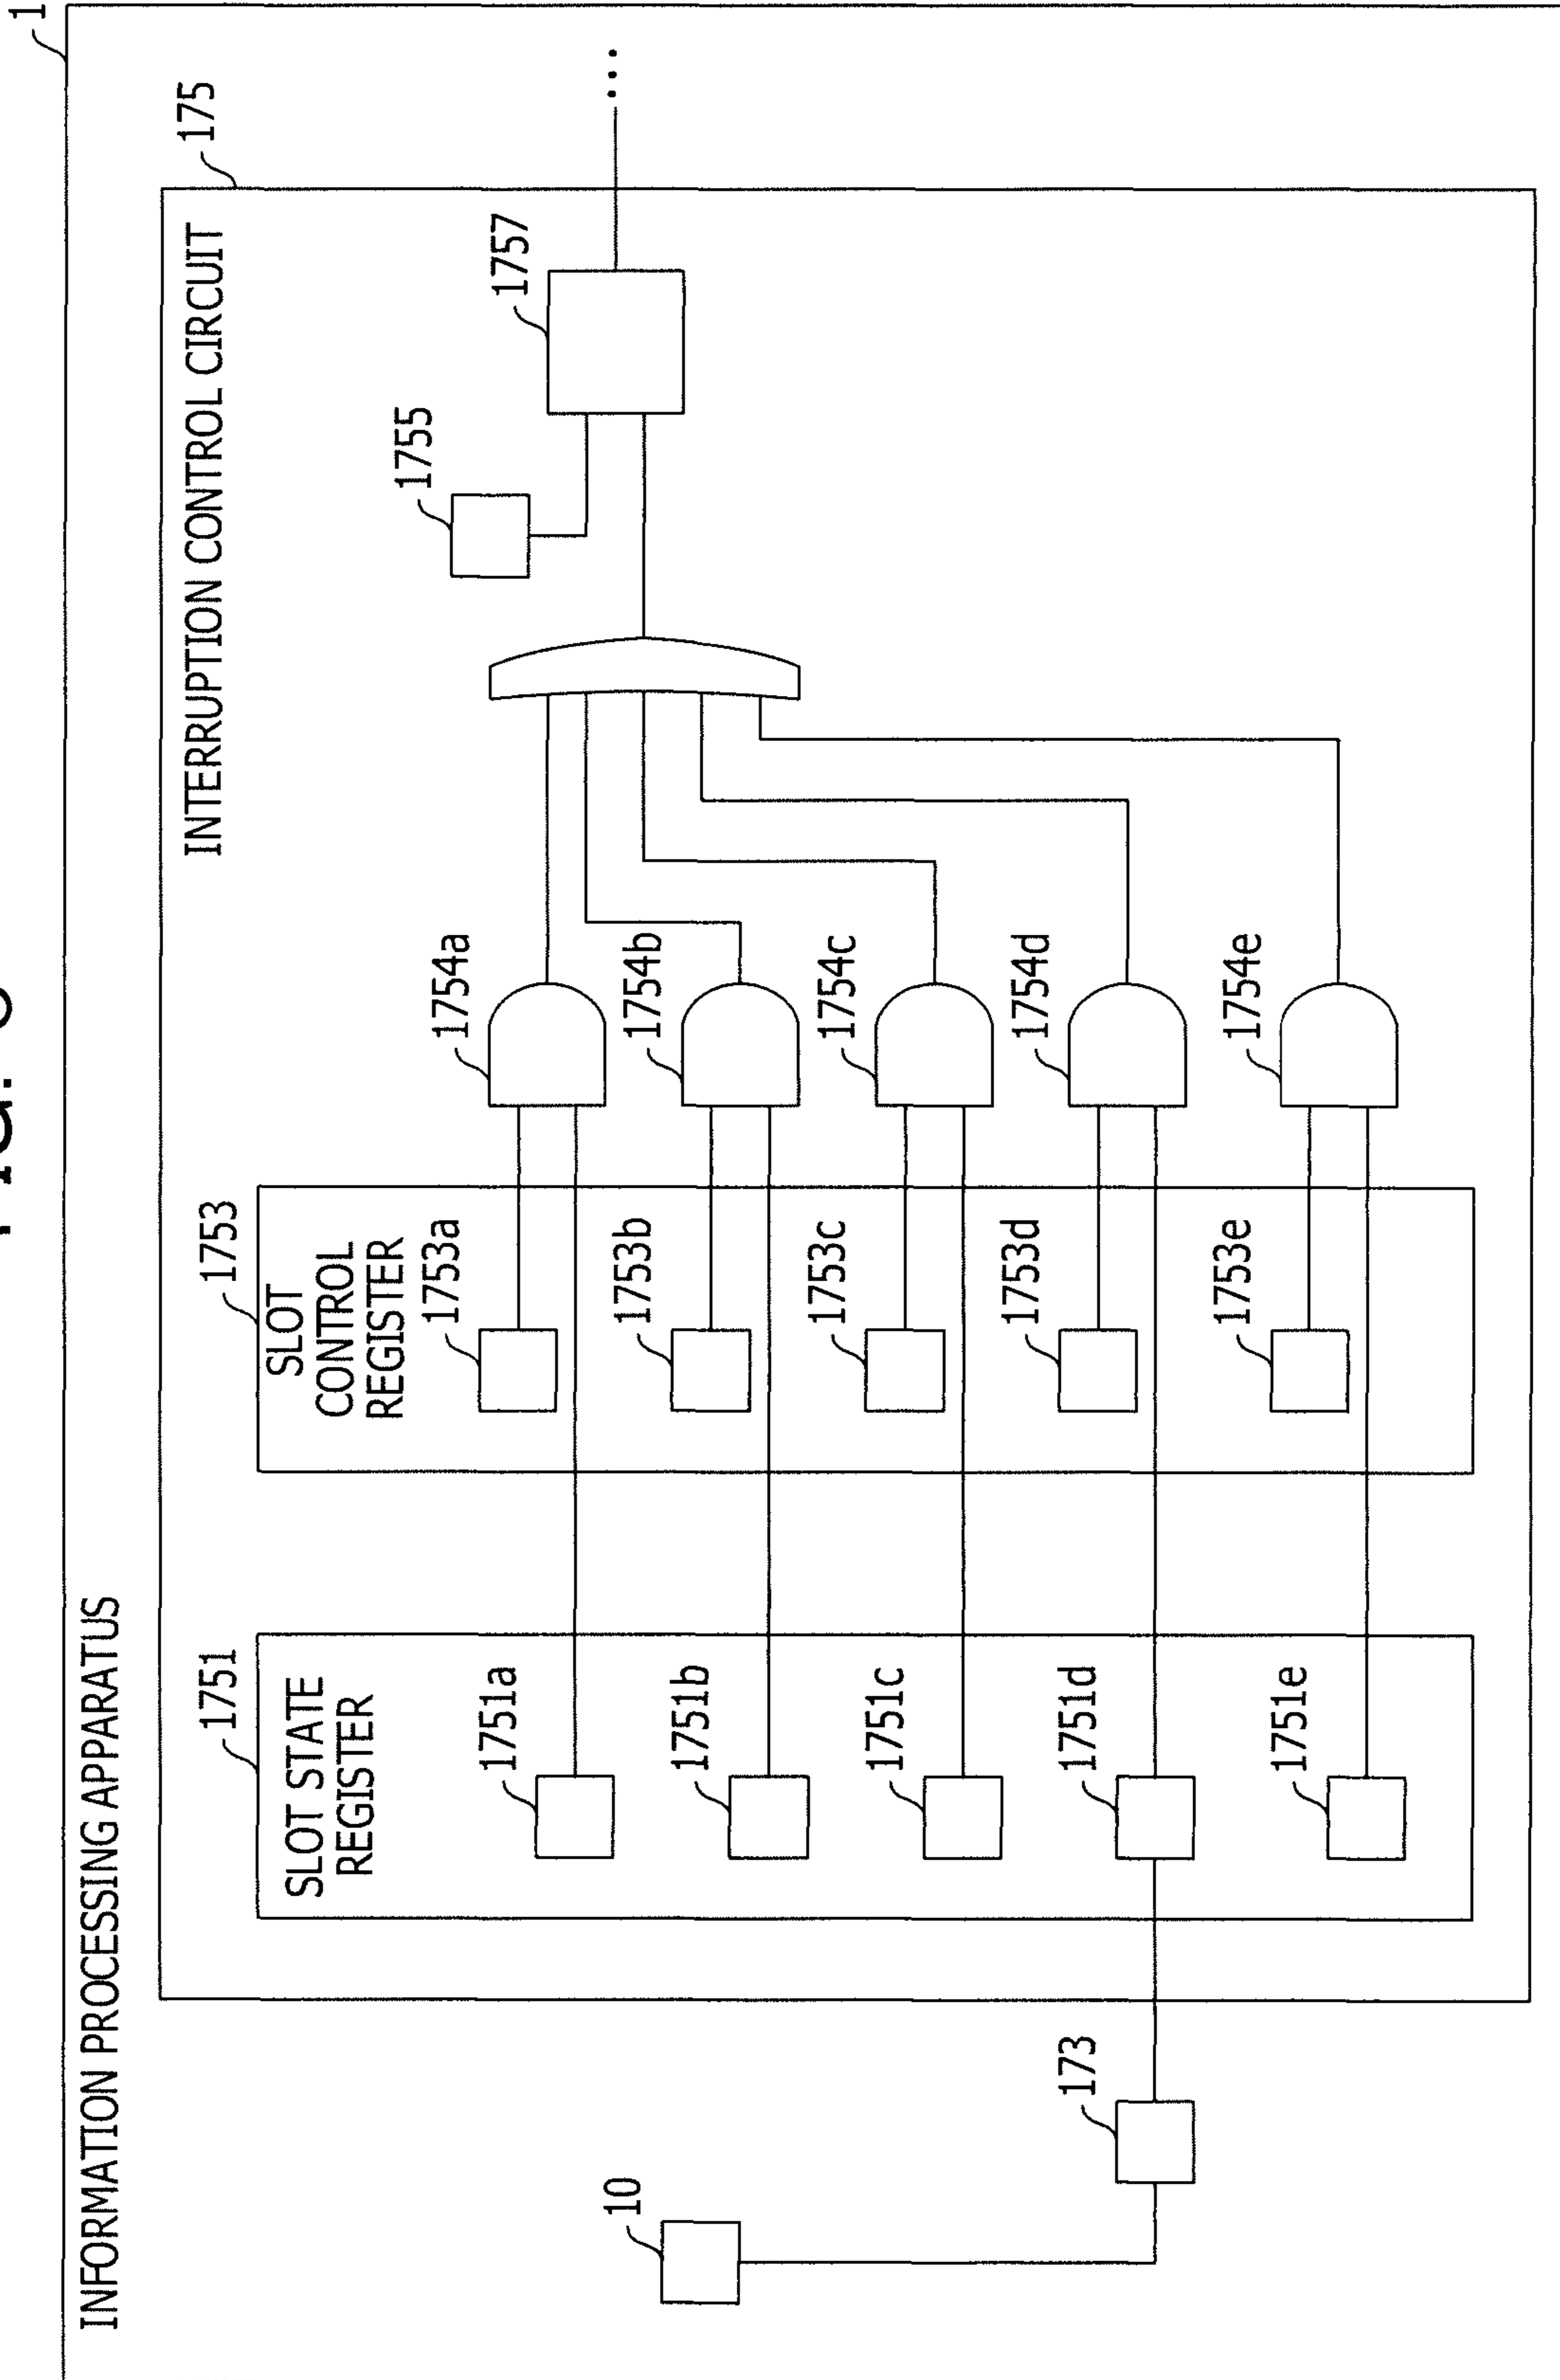 1
INFORMATION PROCESSING APPARATUS
175
INTERRUPTION CONTROL CIRCUIT
1751
SLOT STATE
REGISTER
1753
SLOT
CONTROL
REGISTER
1755
1757
...
1751a
1753a
1754a
1751b
1753b
1754b
1751c
1753c
1754c
1751d
1753d
1754d
1751e
1753e
1754e
10
173